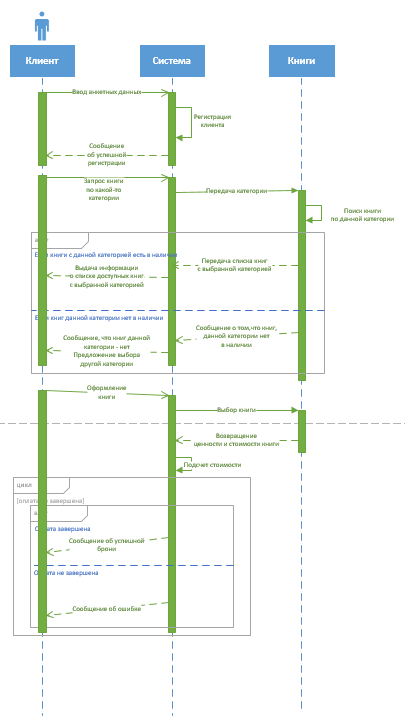 Клиент
Система
Книги
Ввод анкетных данных
Регистрация
клиента
Сообщение
об успешной
регистрации
Запрос книги
по какой-то
категории
Передача категории
Поиск книги
по данной категории
Если книги с данной категорией есть в наличии
Передача списка книг
с выбранной категорией
Выдача информации
о списке доступных книг
с выбранной категорией
Если книг данной категории нет в наличии
Сообщение о том,что книг,
данной категории нет
в наличии
Сообщение, что книг данной
категории - нет
Предложение выбора
другой категории
Оформление
книги
Выбор книги
Возвращение
ценности и стоимости книги
Подсчет стоимости
цикл
[оплата не завершена]
Оплата завершена
Сообщение об успешной
брони
Оплата не завершена
Сообщение об ошибке